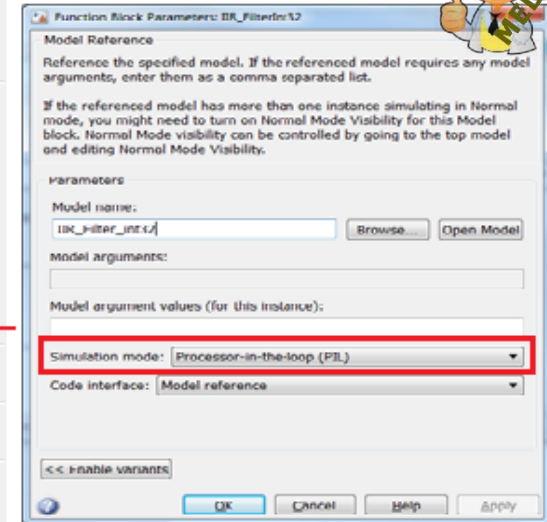 Function Block Parameters: IIR_FilterInt32
Model Reference
Reference the specified model. If the referenced model requires any model
arguments, enter them as a comma separated list.
If the referenced model has more than one instance simulating in Normal
mode, you might need to turn on Normal Mode Visibility for this Model
block. Normal Mode visibility can be controlled by going to the top model
and editing Normal Mode Visibility.
Parameters
Model name:
IIR_Filter_int32
Browse...
Open Model
Model arguments:
Model argument values (for this instance):
Simulation mode: Processor-in-the-loop (PIL)
Code interface: Model reference
<< Enable Variants
OK
Cancel
Help
Apply